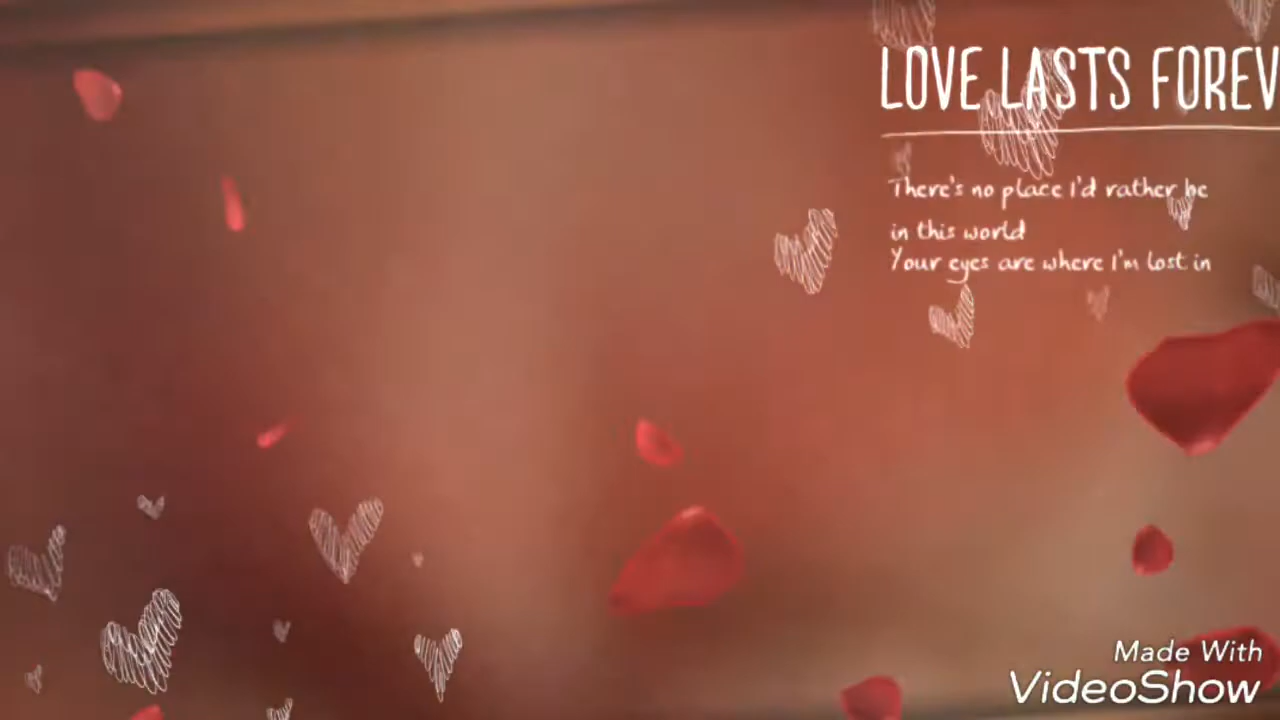 LOVE LASTS FOREV
There's no place I'd rather be
in this world
Your eyes are where I'm lost in
Made With
VideoShow